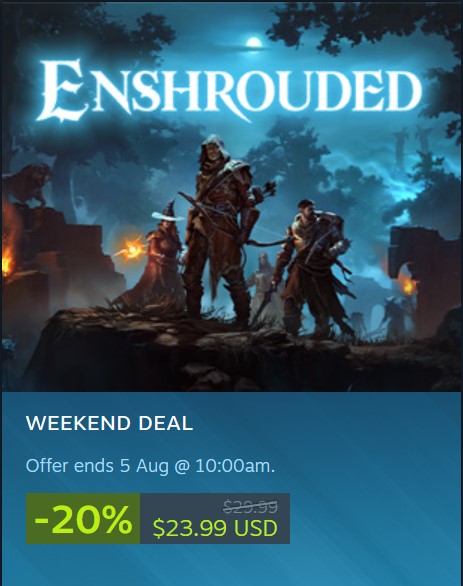 ENSHROUDED
WEEKEND DEAL
Offer ends 5 Aug @ 10:00am.
-20%
$29.99
$23.99 USD